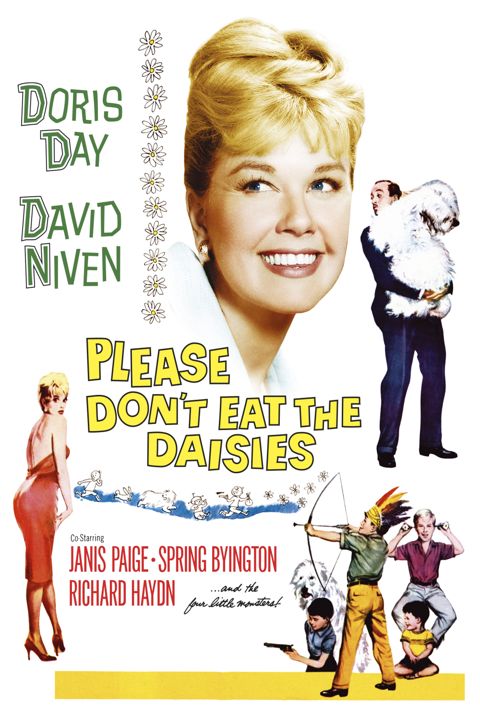 DORIS
DAY
DAVID
NIVEN
PLEASE
DON'T EAT THE
DAISIES
Co-Starring
JANIS PAIGE · SPRING BYINGTON
RICHARD HAYDN
...and the
four little monsters!